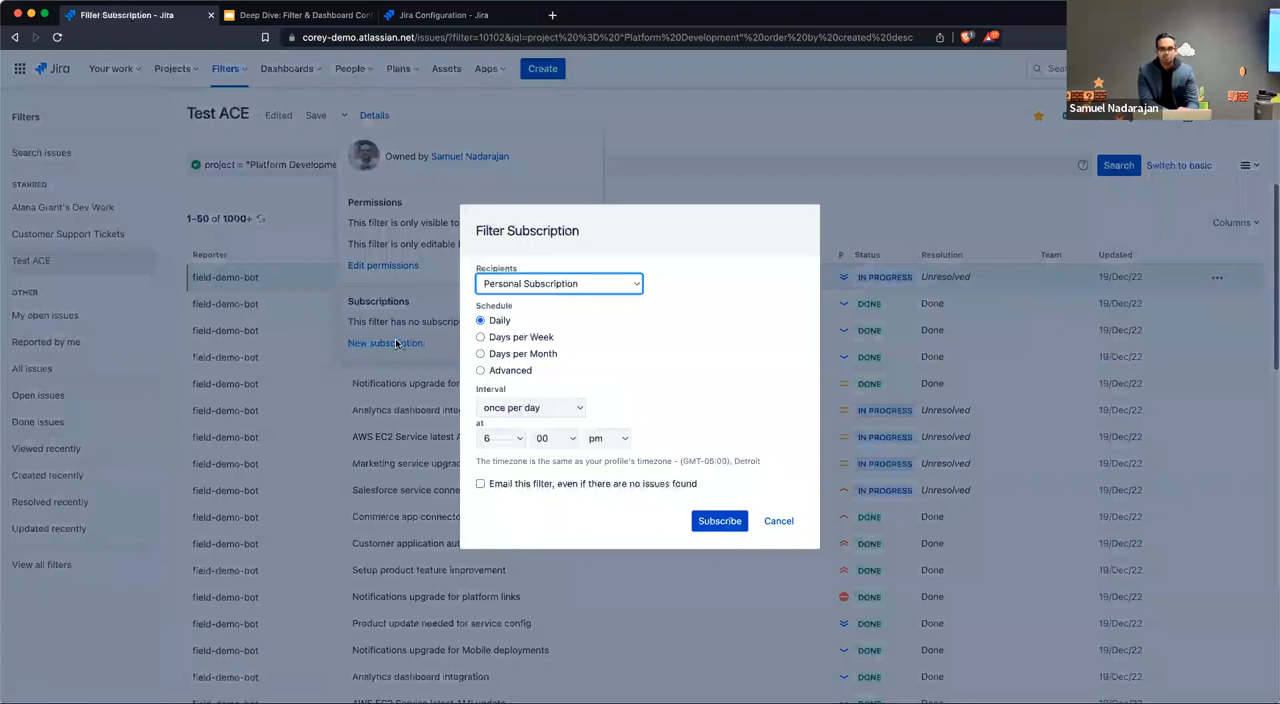 Filter Subscription - Jira
Deep Dive: Filter & Dashboard Con
Jira Configuration - Jira
corey-demo.atlassian.net/issues/?filter=10102&jql=project%20%3D%20"Platform%20Development"%20order%20by%20created%20desc
Jira
Your work
Projects
Filters
Dashboards
People
Plans
Assets
Apps
Create
Samuel Nadarajan
Filters
Test ACE
Edited
Save
Details
Search issues
Owned by Samuel Nadarajan
project = "Platform Developme
Search
Switch to basic
STARRED
Alana Grant's Dev Work
Customer Support Tickets
Test ACE
OTHER
My open issues
Reported by me
All issues
Open issues
Done issues
Viewed recently
Created recently
Resolved recently
Updated recently
View all filters
Permissions
This filter is only visible to
This filter is only editable b
Edit permissions
Subscriptions
This filter has no subscript
New subscription
1–50 of 1000+
Columns
Reporter
P
Status
Resolution
Team
Updated
field-demo-bot IN PROGRESS Unresolved 19/Dec/22
field-demo-bot DONE Done 19/Dec/22
field-demo-bot DONE Done 19/Dec/22
field-demo-bot DONE Done 19/Dec/22
field-demo-bot Notifications upgrade for DONE Done 19/Dec/22
field-demo-bot Analytics dashboard integ IN PROGRESS Unresolved 19/Dec/22
field-demo-bot AWS EC2 Service latest A IN PROGRESS Unresolved 19/Dec/22
field-demo-bot Marketing service upgrad IN PROGRESS Unresolved 19/Dec/22
field-demo-bot Salesforce service conne IN PROGRESS Unresolved 19/Dec/22
field-demo-bot Commerce app connecto DONE Done 19/Dec/22
field-demo-bot Customer application aut DONE Done 19/Dec/22
field-demo-bot Setup product feature improvement DONE Done 19/Dec/22
field-demo-bot Notifications upgrade for platform links DONE Done 19/Dec/22
field-demo-bot Product update needed for service config DONE Done 19/Dec/22
field-demo-bot Notifications upgrade for Mobile deployments DONE Done 19/Dec/22
field-demo-bot Analytics dashboard integration DONE Done 19/Dec/22
Filter Subscription
Recipients
Personal Subscription
Schedule
Daily
Days per Week
Days per Month
Advanced
Interval
once per day
at
6 00 pm
The timezone is the same as your profile's timezone - (GMT-05:00), Detroit
Email this filter, even if there are no issues found
Subscribe
Cancel